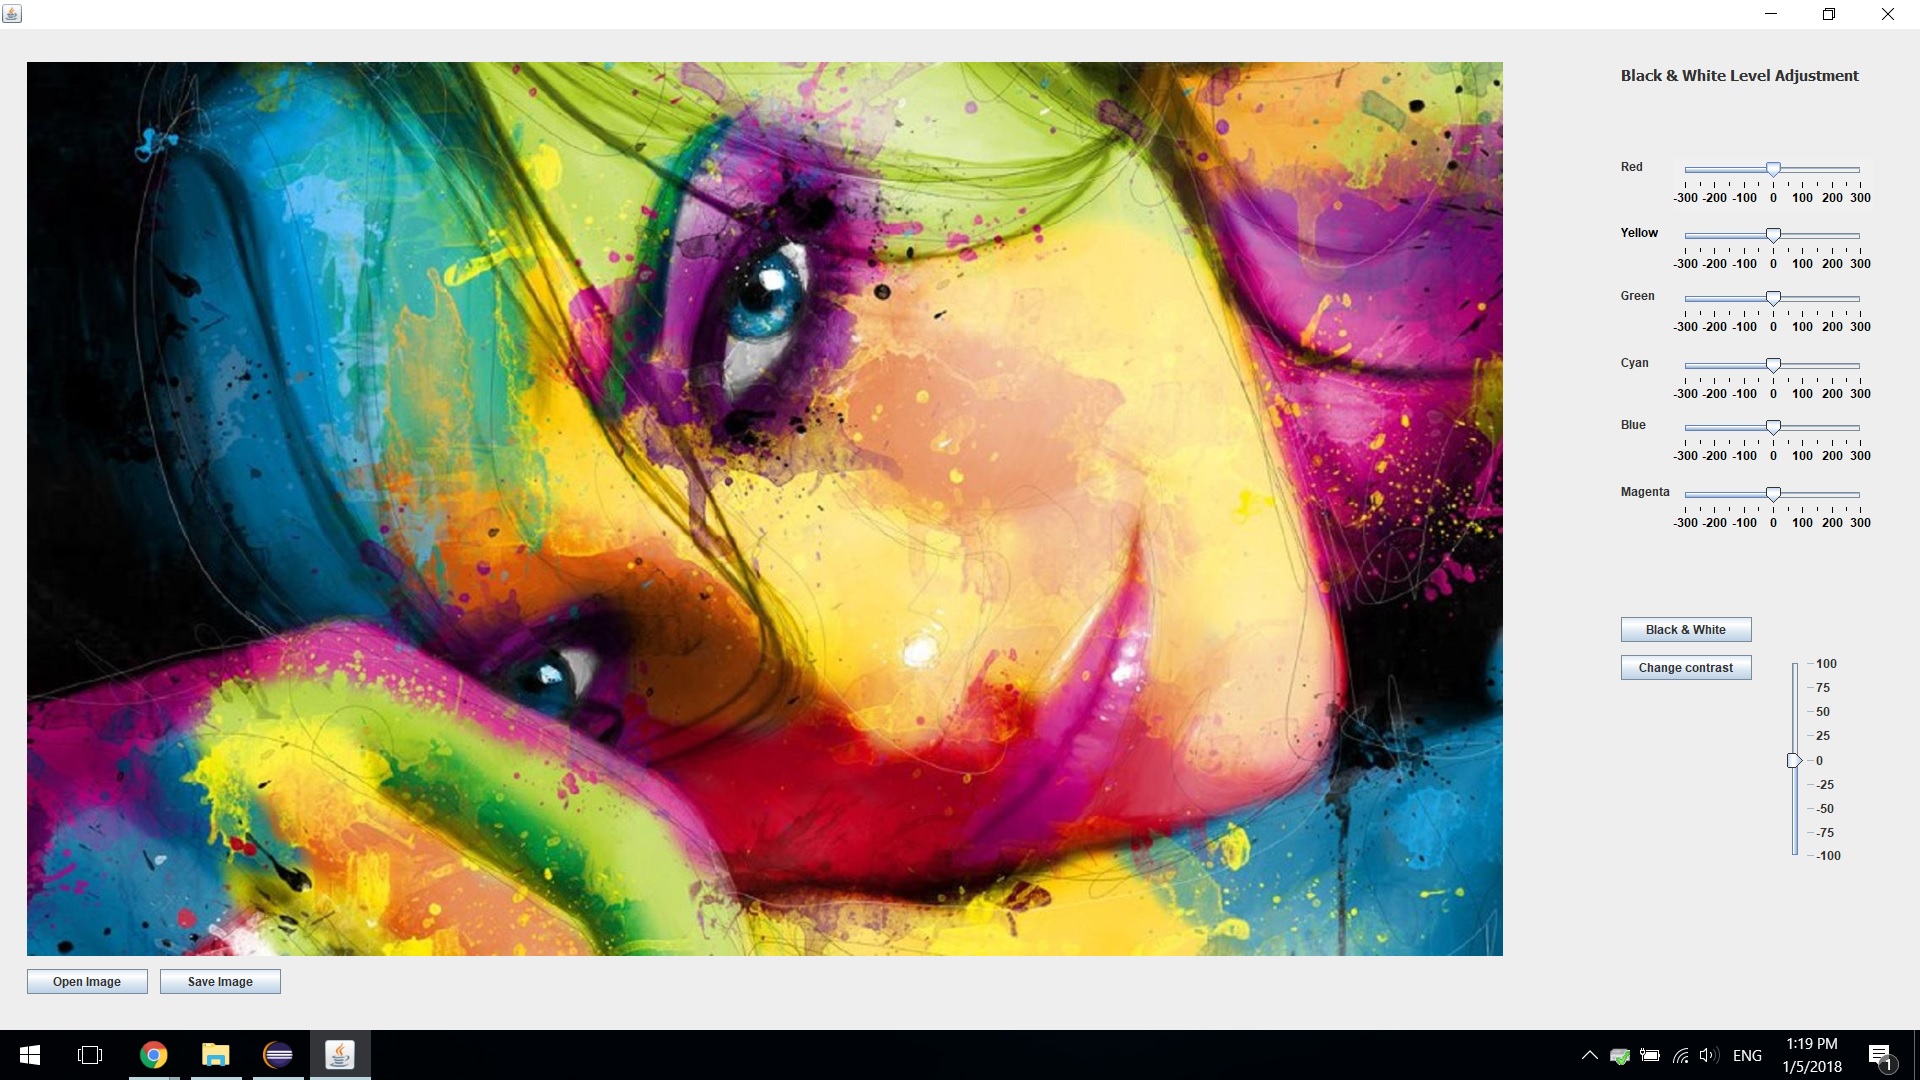 Black & White Level Adjustment
Red
-300 -200 -100 0 100 200 300
Yellow
-300 -200 -100 0 100 200 300
Green
-300 -200 -100 0 100 200 300
Cyan
-300 -200 -100 0 100 200 300
Blue
-300 -200 -100 0 100 200 300
Magenta
-300 -200 -100 0 100 200 300
Black & White
Change contrast
100
75
50
25
0
-25
-50
-75
-100
Open Image Save Image
ENG
1:19 PM
1/5/2018
1